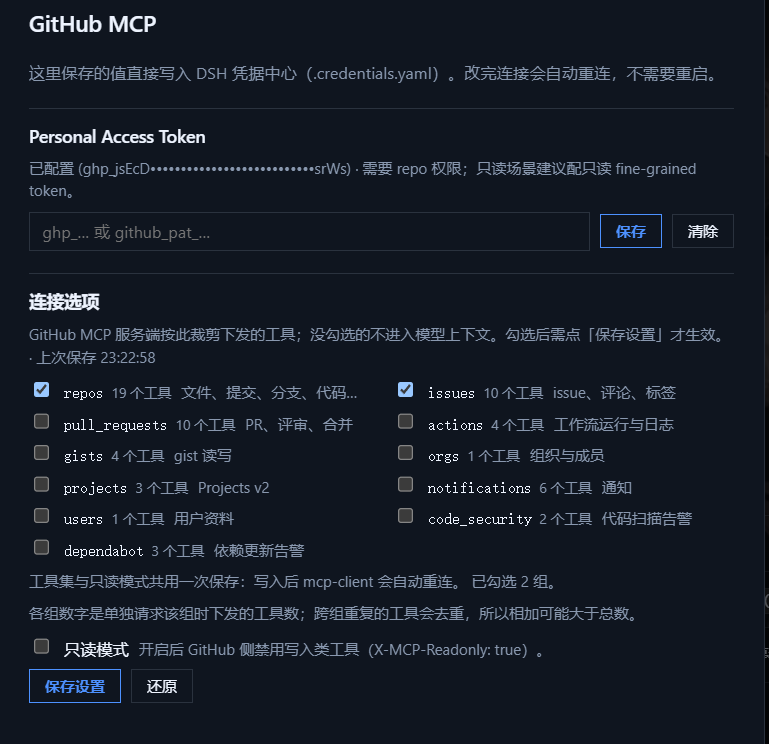 GitHub MCP
这里保存的值直接写入 DSH 凭据中心（.credentials.yaml）。改完连接会自动重连，不需要重启。
Personal Access Token
已配置 (ghp_jsEcD•••••••••••••••••••••••••••srWs) · 需要 repo 权限；只读场景建议配只读 fine-grained
token。
ghp_... 或 github_pat_...
保存
清除
连接选项
GitHub MCP 服务端按此裁剪下发的工具；没勾选的不进入模型上下文。勾选后需点「保存设置」才生效。
· 上次保存 23:22:58
repos 19 个工具 文件、提交、分支、代码...
issues 10 个工具 issue、评论、标签
pull_requests 10 个工具 PR、评审、合并
actions 4 个工具 工作流运行与日志
gists 4 个工具 gist 读写
orgs 1 个工具 组织与成员
projects 3 个工具 Projects v2
notifications 6 个工具 通知
users 1 个工具 用户资料
code_security 2 个工具 代码扫描告警
dependabot 3 个工具 依赖更新告警
工具集与只读模式共用一次保存：写入后 mcp-client 会自动重连。 已勾选 2 组。
各组数字是单独请求该组时下发的工具数；跨组重复的工具会去重，所以相加可能大于总数。
只读模式 开启后 GitHub 侧禁用写入类工具（X-MCP-Readonly: true）。
保存设置
还原